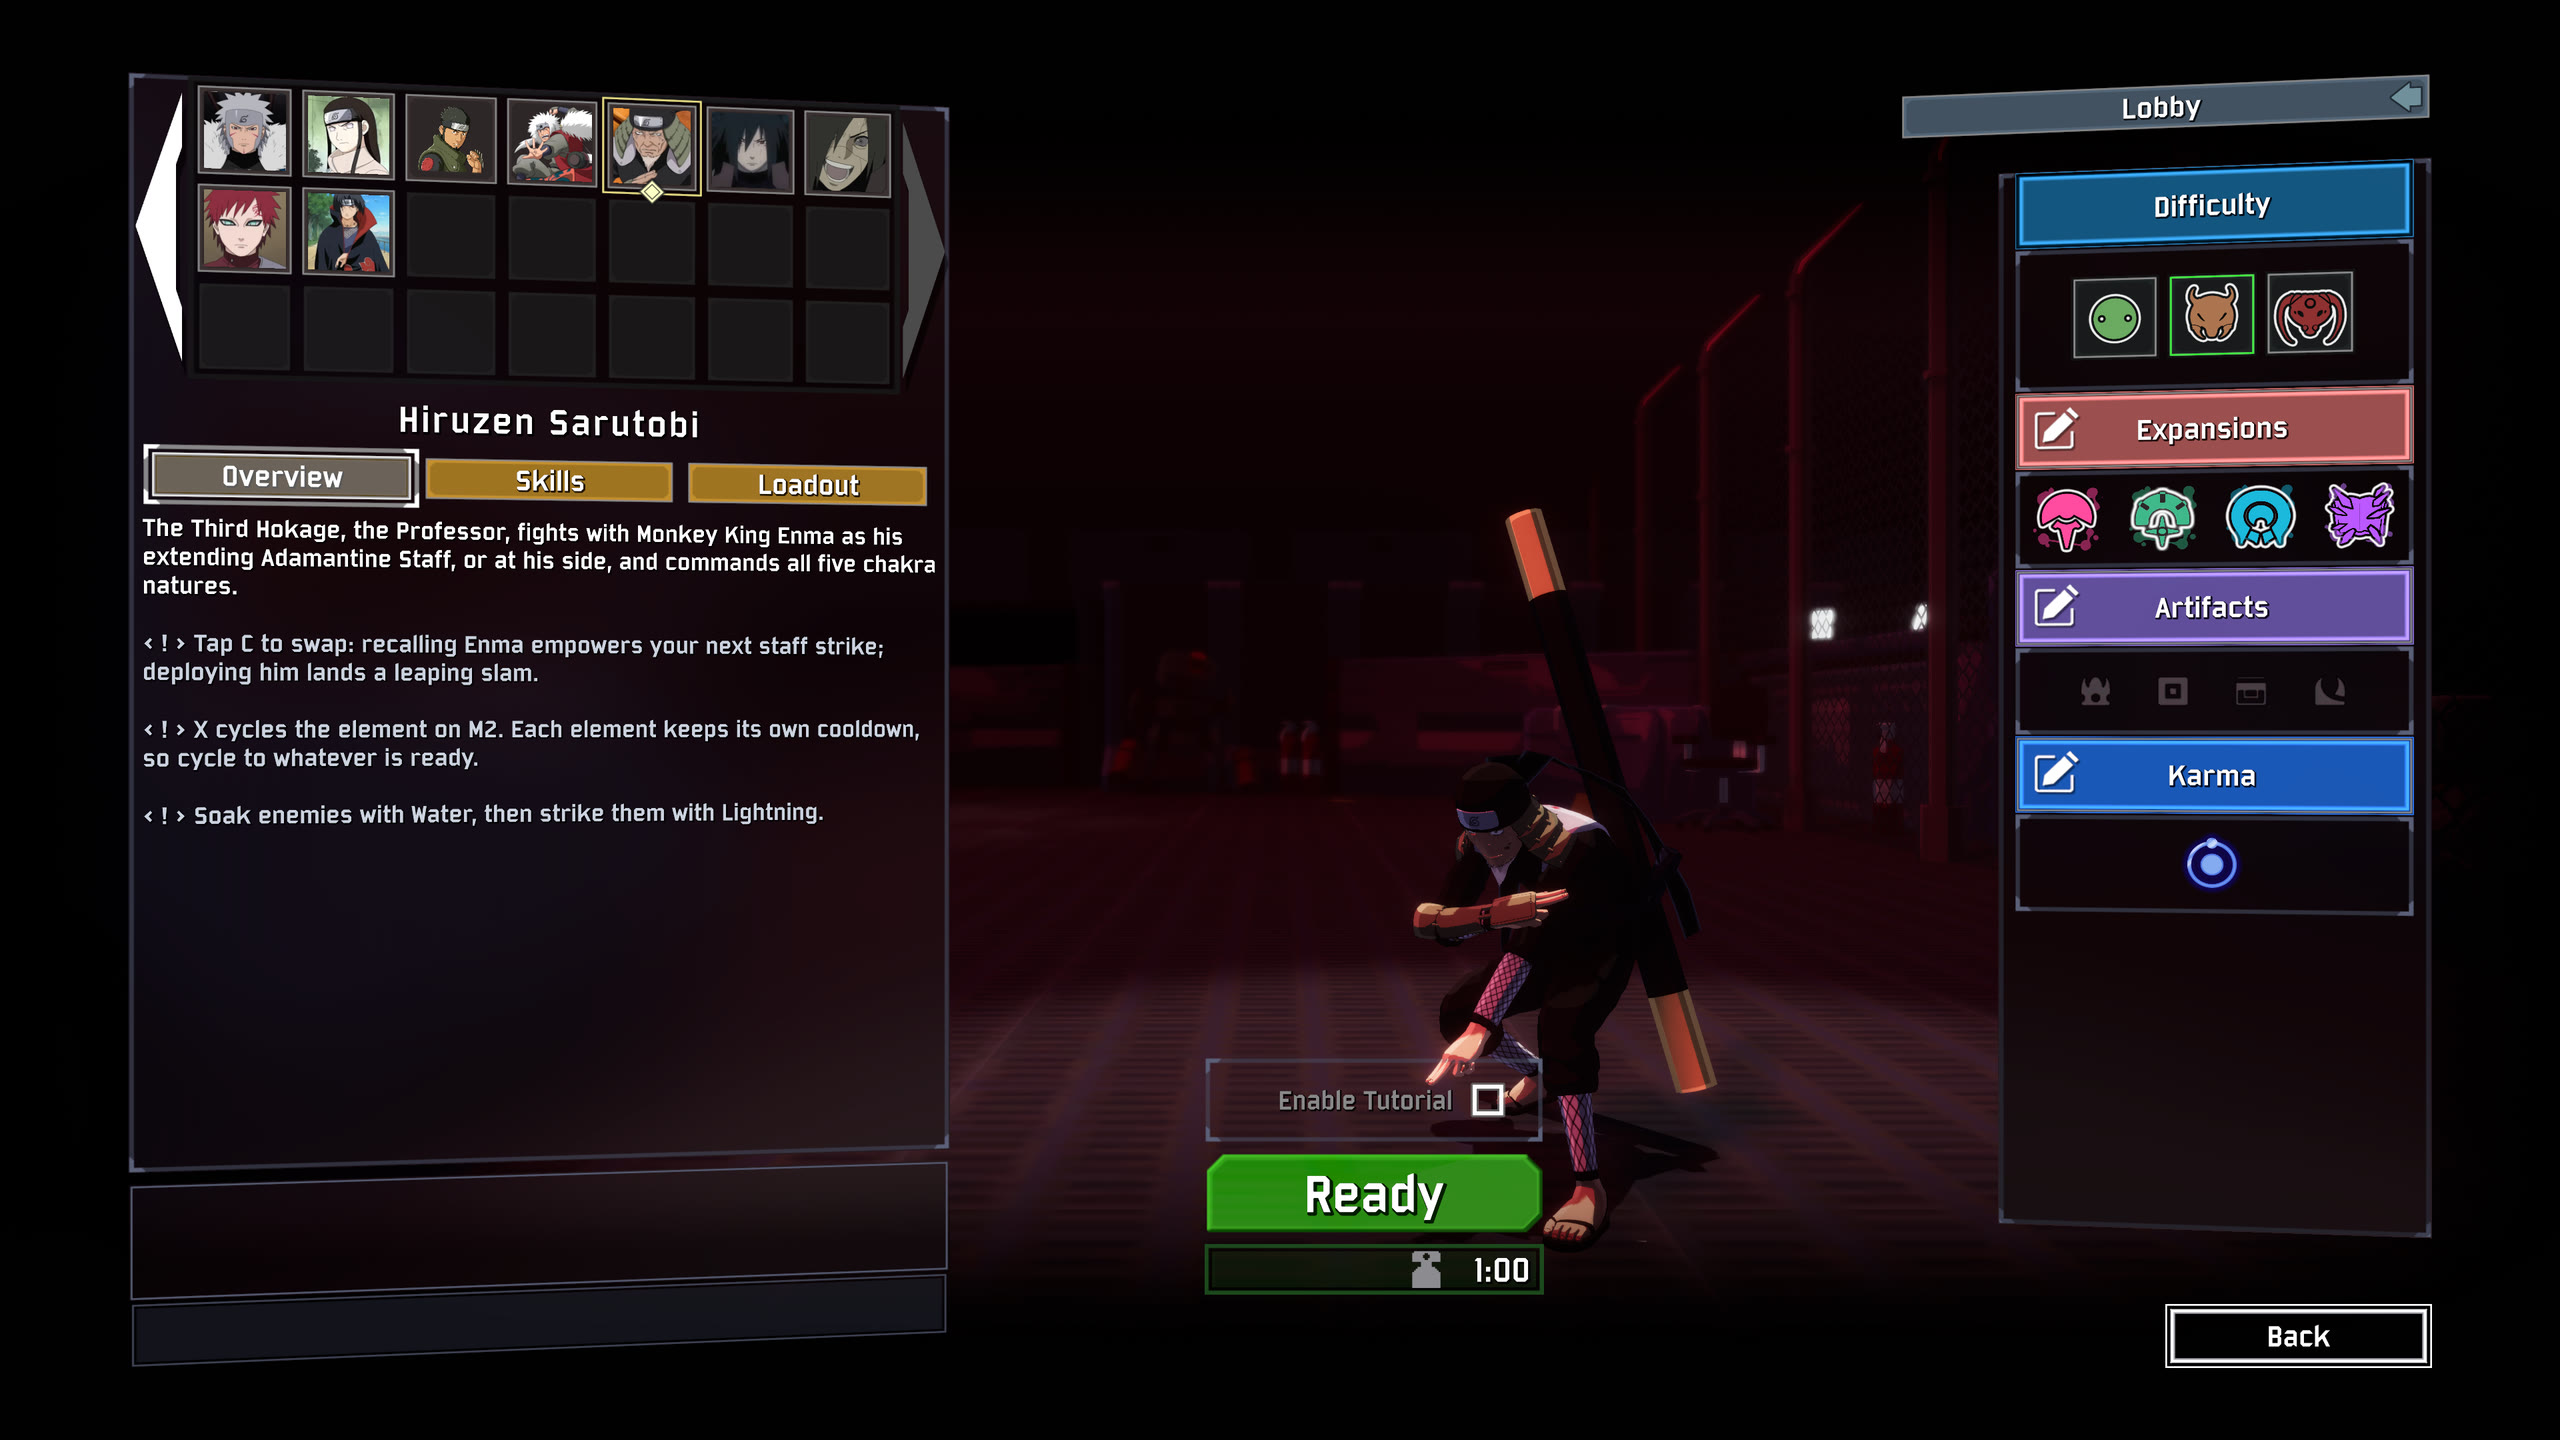 Lobby
Difficulty
Expansions
Artifacts
Karma
Hiruzen Sarutobi
Overview
Skills
Loadout
The Third Hokage, the Professor, fights with Monkey King Enma as his
extending Adamantine Staff, or at his side, and commands all five chakra
natures.
< ! > Tap C to swap: recalling Enma empowers your next staff strike;
deploying him lands a leaping slam.
< ! > X cycles the element on M2. Each element keeps its own cooldown,
so cycle to whatever is ready.
< ! > Soak enemies with Water, then strike them with Lightning.
Enable Tutorial
Ready
1:00
Back